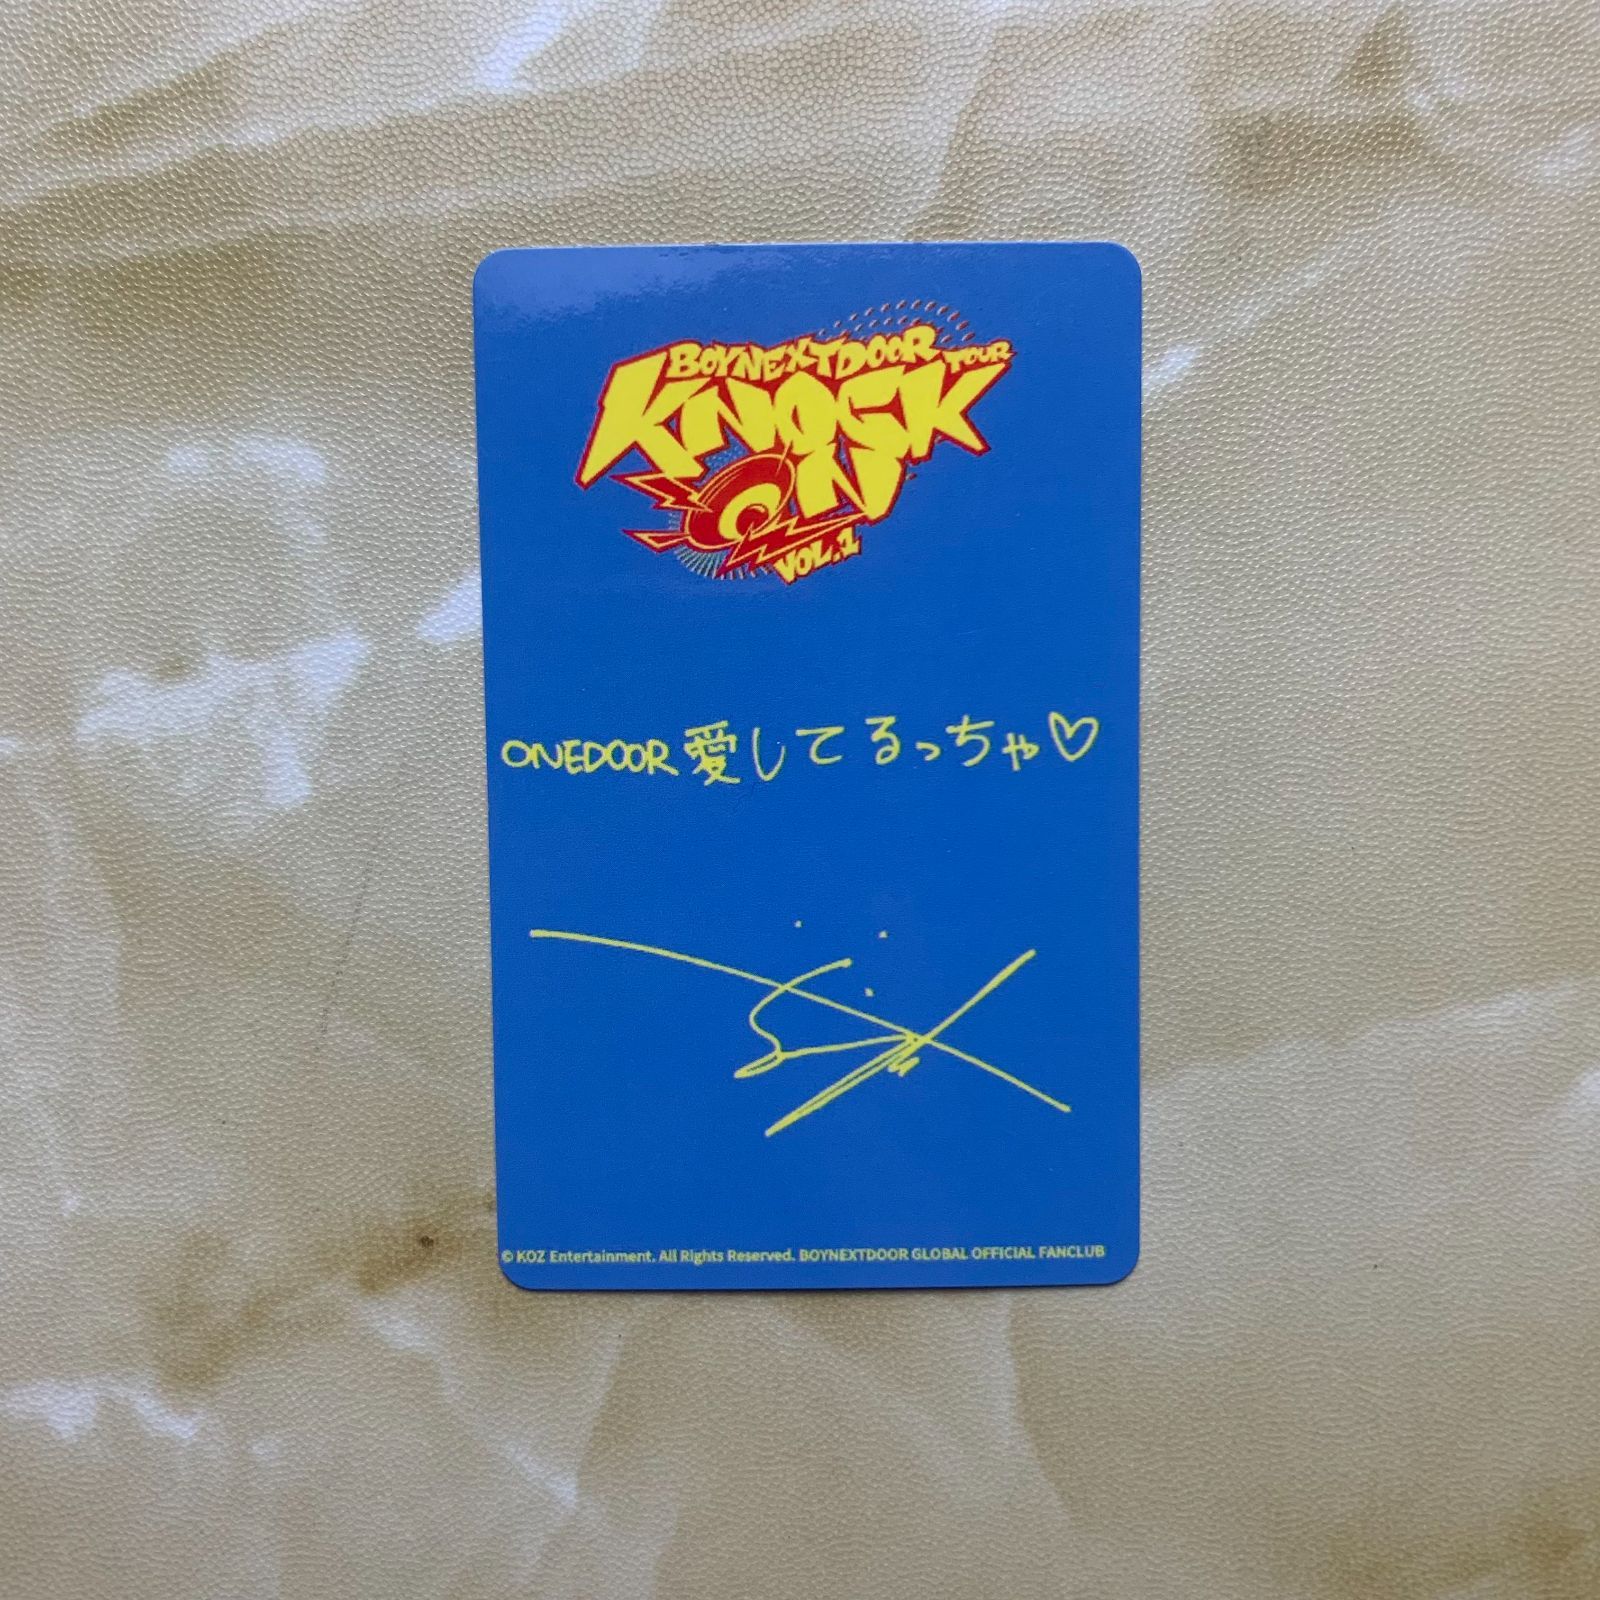 BOYNEXTDOOR TOUR
KNOCK
ON
VOL.1
ONEDOOR 愛してるっちゃ♡
© KOZ Entertainment. All Rights Reserved. BOYNEXTDOOR GLOBAL OFFICIAL FANCLUB